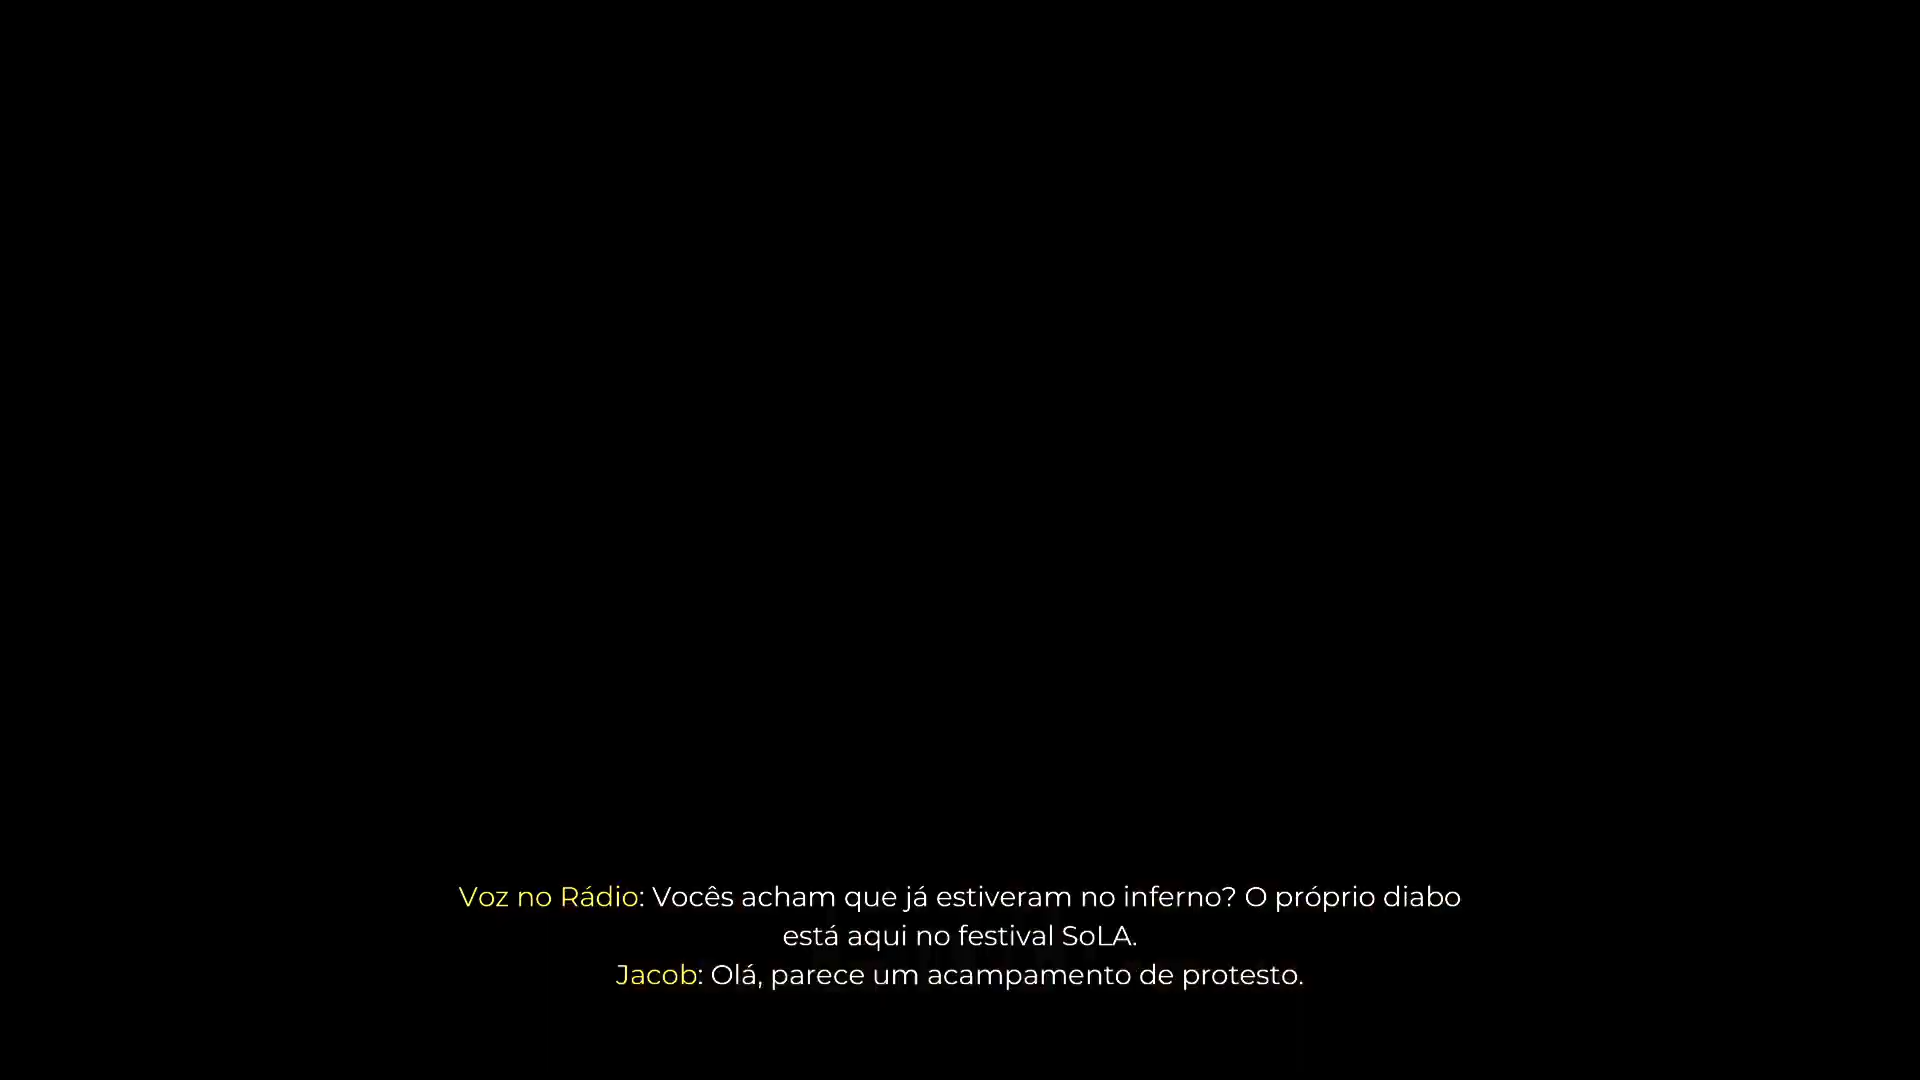 Voz no Rádio: Vocês acham que já estiveram no inferno? O próprio diabo
está aqui no festival SoLA.
Jacob: Olá, parece um acampamento de protesto.